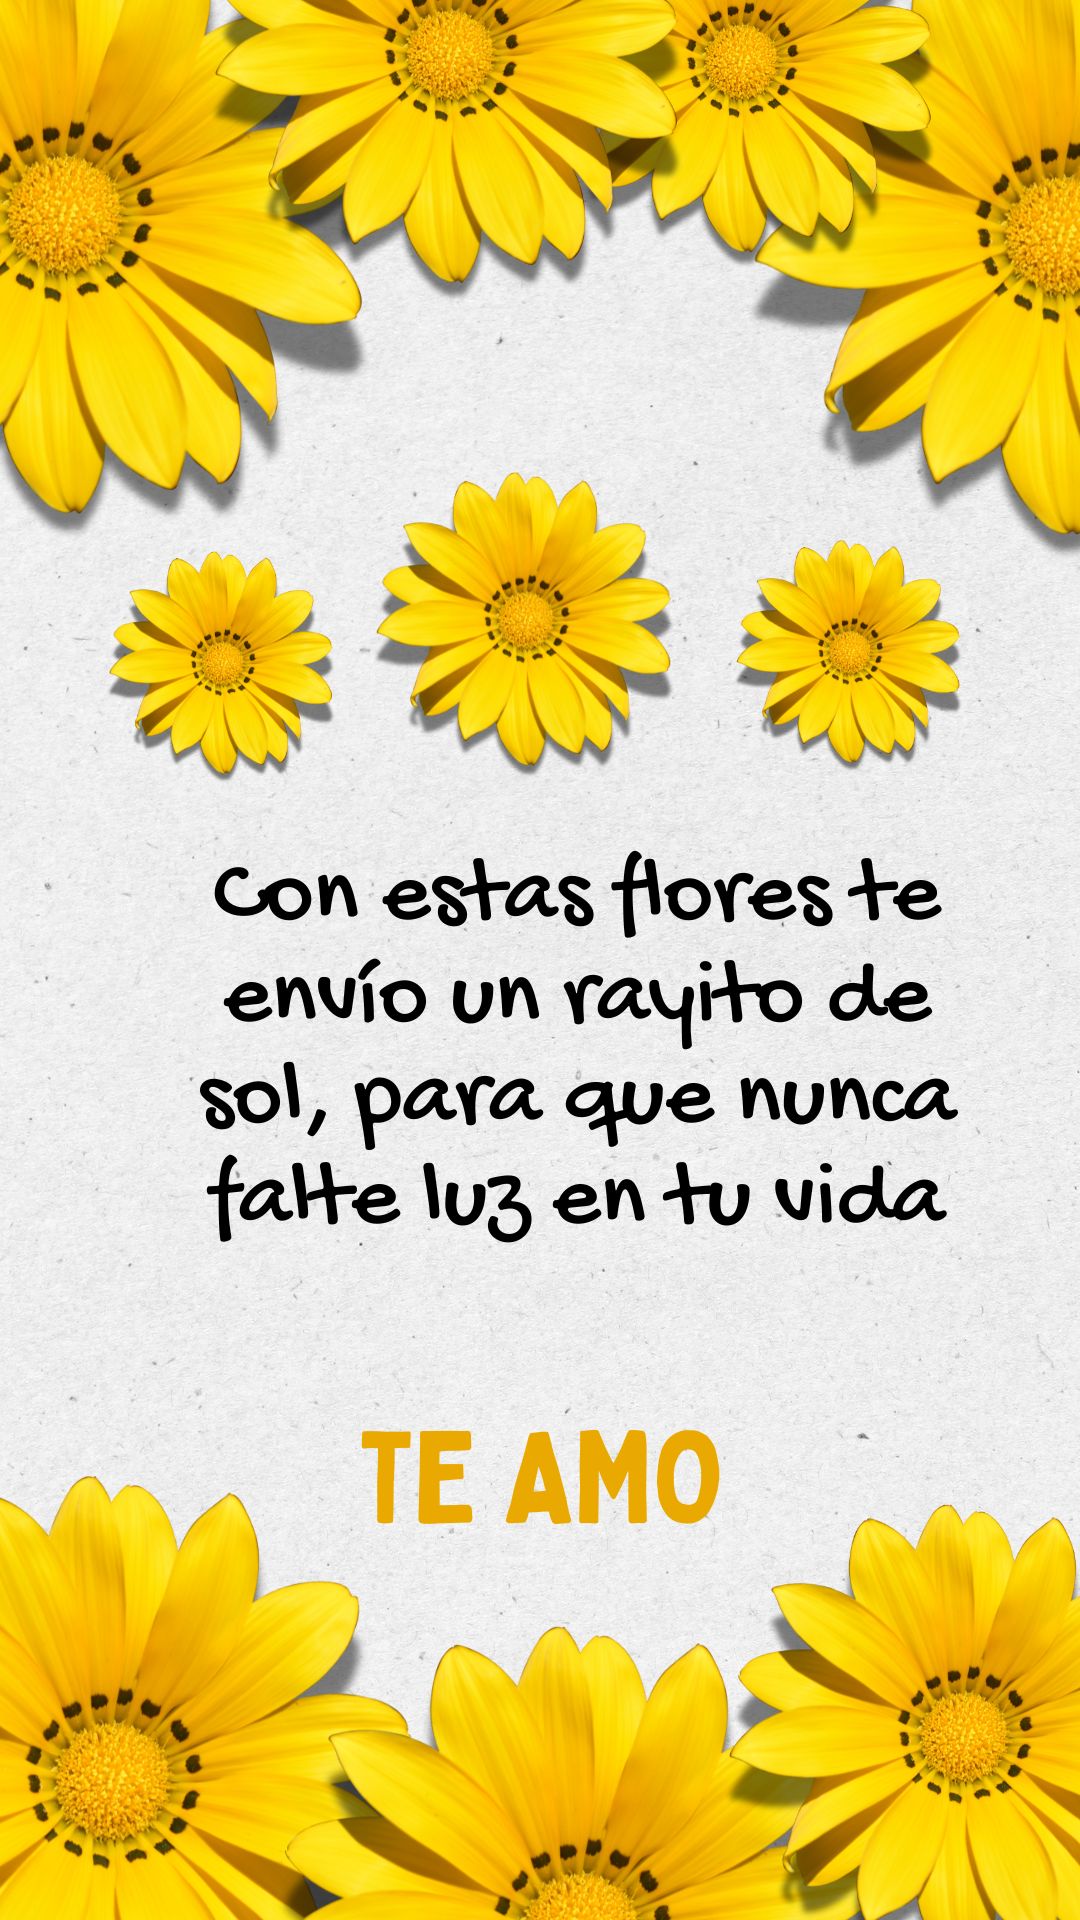 Con estas flores te
envío un rayito de
sol, para que nunca
falte luz en tu vida
TE AMO